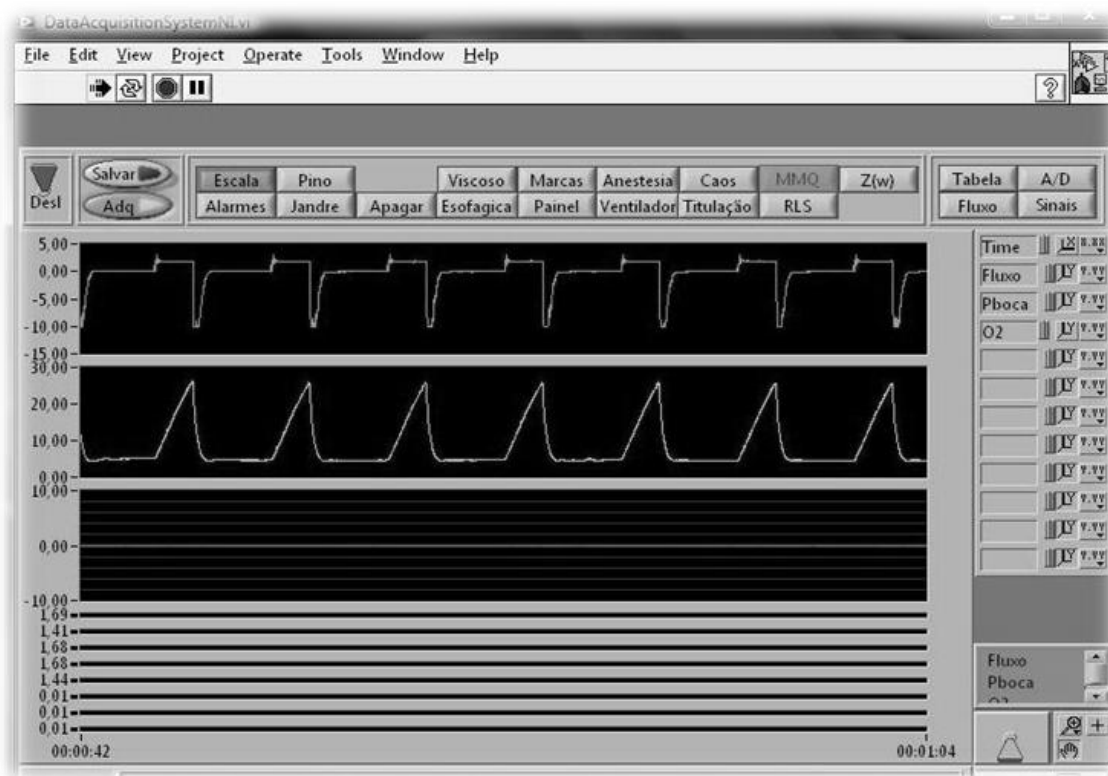 DataAcquisitionSystemNI.vi
File Edit View Project Operate Tools Window Help
?
Desl
Salvar
Adq
Escala Pino Viscoso Marcas Anestesia Caos MMQ Z(w)
Alarmes Jandre Apagar Esofagica Painel Ventilador Titulação RLS
Tabela A/D
Fluxo Sinais
5,00
0,00
-5,00
-10,00
-15,00
30,00
20,00
10,00
0,00
10,00
0,00
-10,00
1,69
1,41
1,68
1,68
1,44
0,01
0,01
0,01
00:00:42 00:01:04
Time
Fluxo
Pboca
O2
Fluxo
Pboca
O2